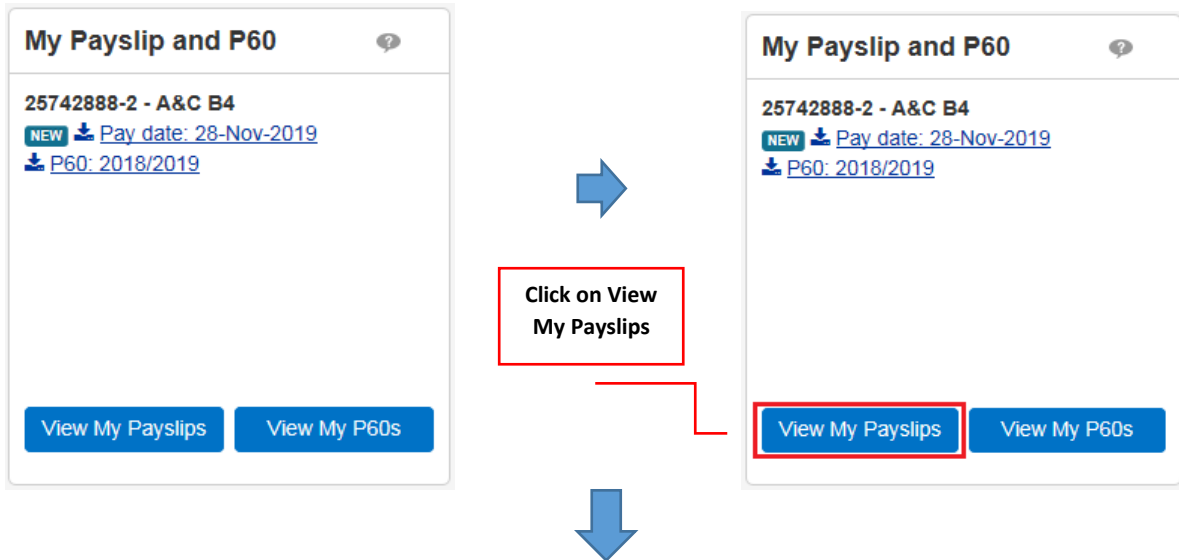 My Payslip and P60
25742888-2 - A&C B4
NEW Pay date: 28-Nov-2019
P60: 2018/2019
View My Payslips View My P60s
Click on View
My Payslips
My Payslip and P60
25742888-2 - A&C B4
NEW Pay date: 28-Nov-2019
P60: 2018/2019
View My Payslips View My P60s